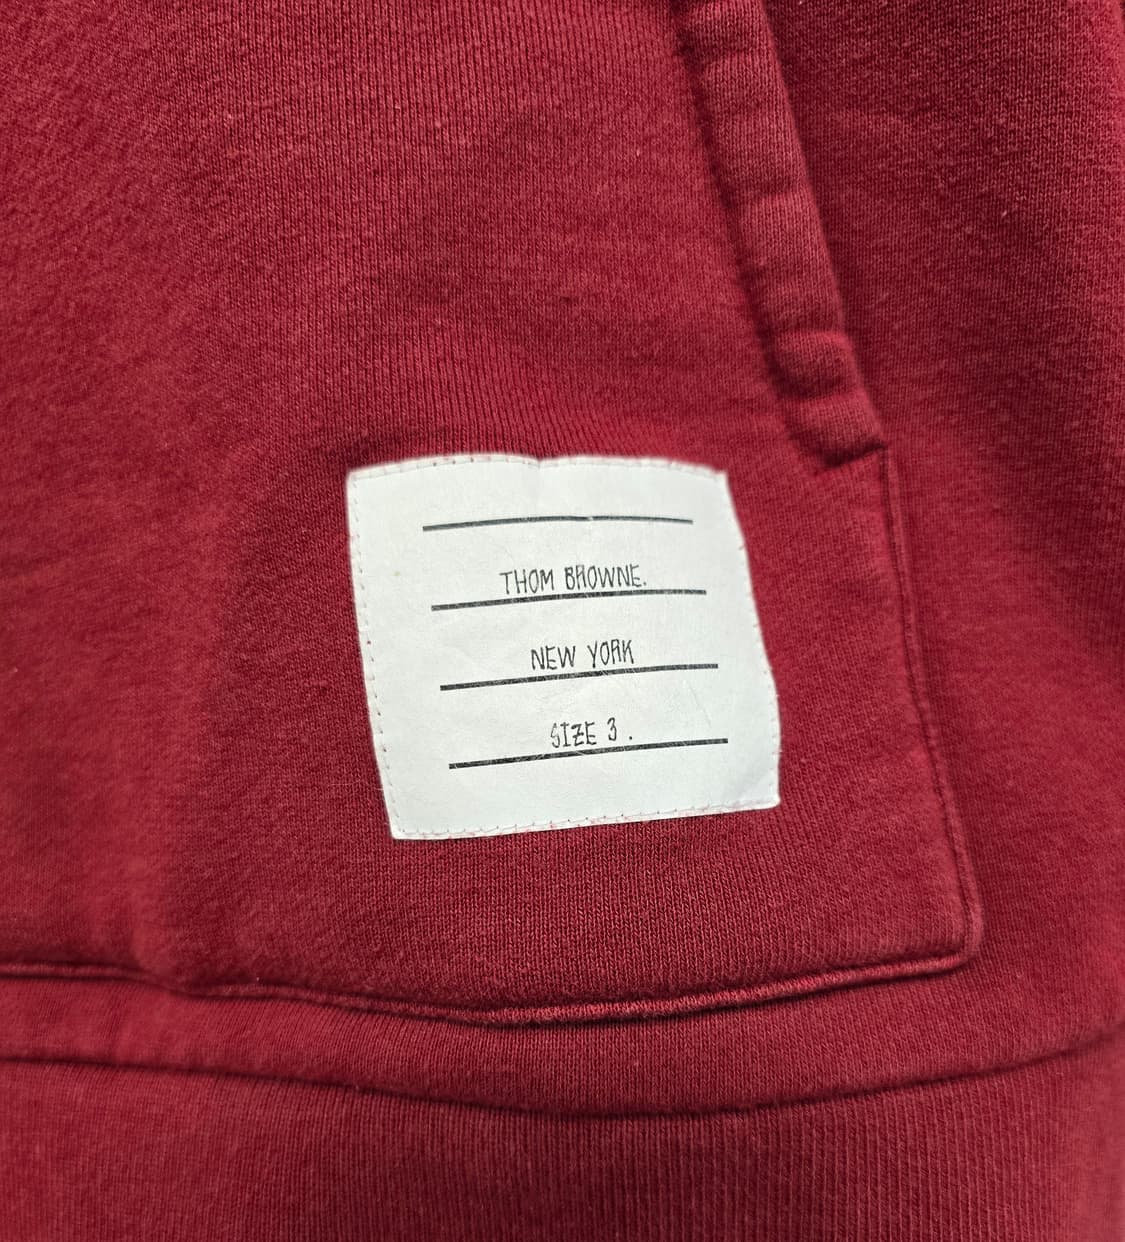 THOM BROWNE.
NEW YORK
SIZE 3 .